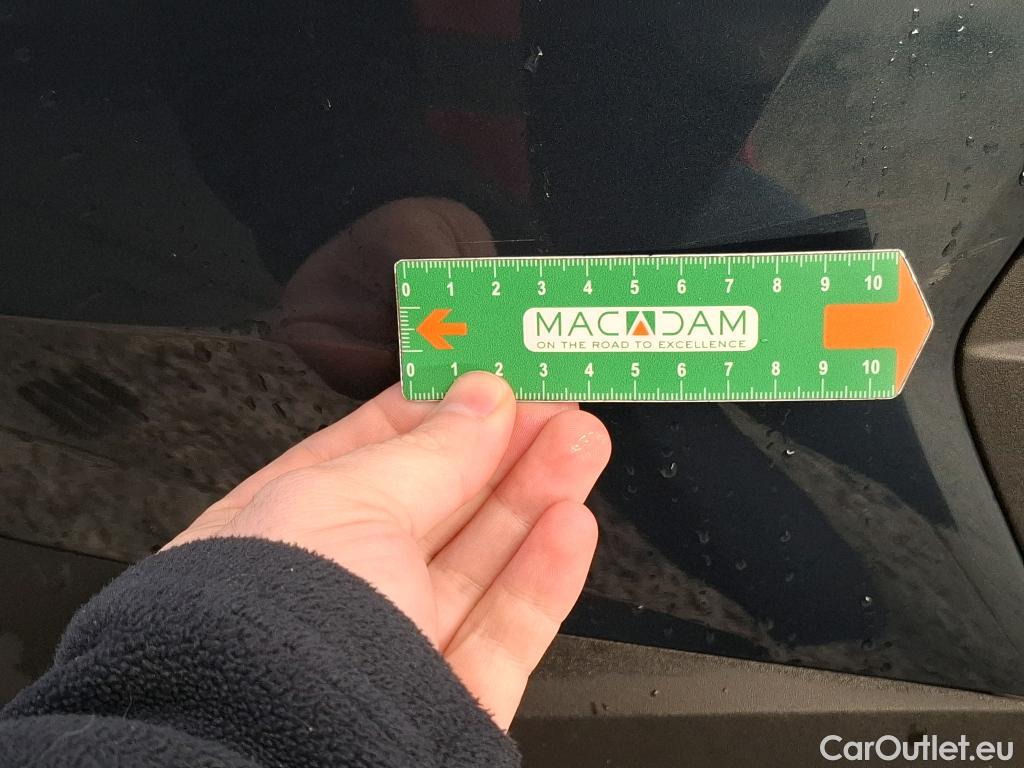 0 1 2 3 4 5 6 7 8 9 10
MACADAM
ON THE ROAD TO EXCELLENCE
0 1 2 3 4 5 6 7 8 9 10
CarOutlet.eu